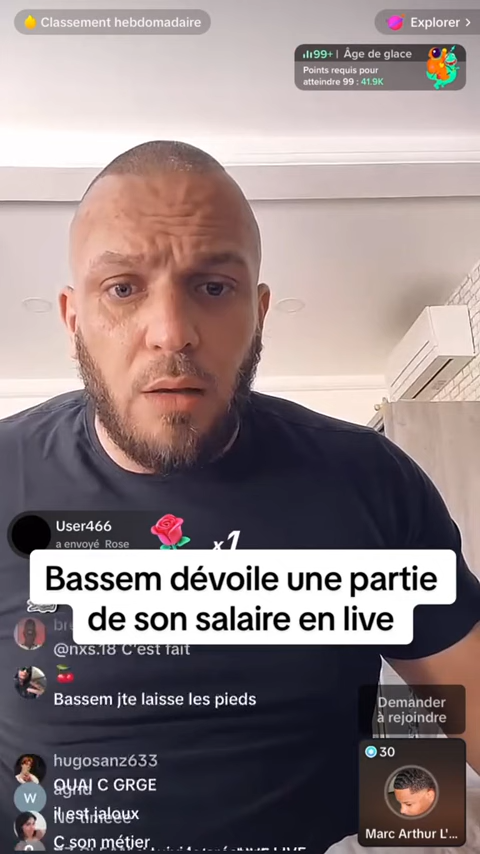 Classement hebdomadaire
Explorer >
99+ | Âge de glace
Points requis pour
atteindre 99 : 41.9K
User466
a envoyé Rose
x1
Bassem dévoile une partie
de son salaire en live
@nxs.18 C'est fait
Bassem jte laisse les pieds
Demander
à rejoindre
30
hugosanz633
QUAI C GRGE
W
il est jaloux
C son métier
Marc Arthur L'...